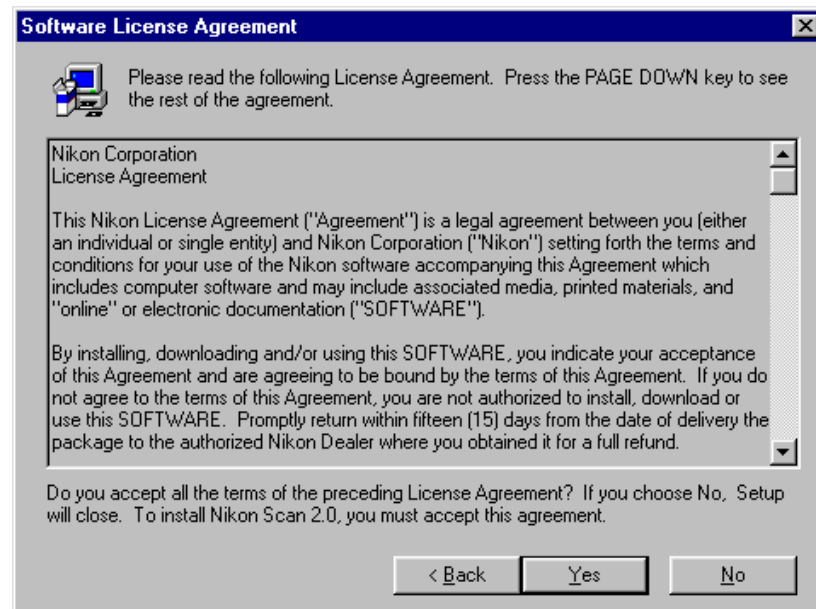 Software License Agreement
Please read the following License Agreement. Press the PAGE DOWN key to see
the rest of the agreement.
Nikon Corporation
License Agreement
This Nikon License Agreement ("Agreement") is a legal agreement between you (either
an individual or single entity) and Nikon Corporation ("Nikon") setting forth the terms and
conditions for your use of the Nikon software accompanying this Agreement which
includes computer software and may include associated media, printed materials, and
"online" or electronic documentation ("SOFTWARE").
By installing, downloading and/or using this SOFTWARE, you indicate your acceptance
of this Agreement and are agreeing to be bound by the terms of this Agreement. If you do
not agree to the terms of this Agreement, you are not authorized to install, download or
use this SOFTWARE. Promptly return within fifteen (15) days from the date of delivery the
package to the authorized Nikon Dealer where you obtained it for a full refund.
Do you accept all the terms of the preceding License Agreement? If you choose No, Setup
will close. To install Nikon Scan 2.0, you must accept this agreement.
< Back Yes No